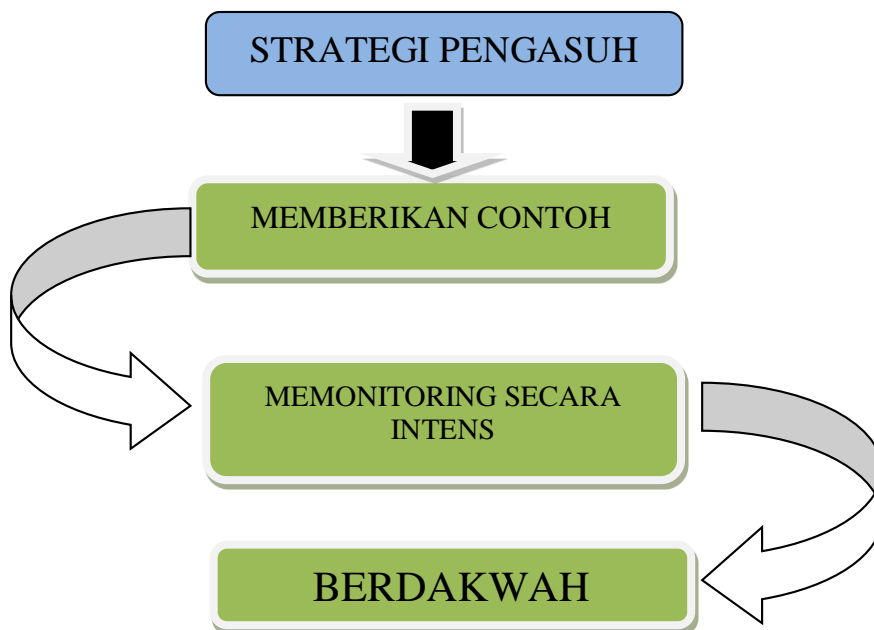 STRATEGI PENGASUH
MEMBERIKAN CONTOH
MEMONITORING SECARA
INTENS
BERDAKWAH